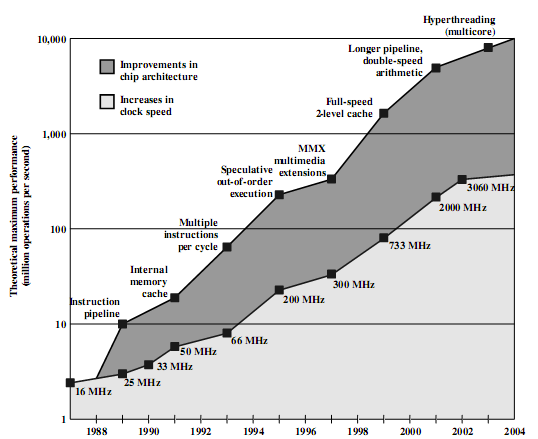 Hyperthreading
(multicore)
10,000
Longer pipeline,
double-speed
arithmetic
Improvements in
chip architecture
Increases in
clock speed
Full-speed
2-level cache
1,000
MMX
multimedia
extensions
Speculative
out-of-order
execution
3060 MHz
2000 MHz
Theoretical maximum performance
(million operations per second)
100
Multiple
instructions
per cycle
733 MHz
Internal
memory
cache
300 MHz
200 MHz
Instruction
pipeline
10
66 MHz
50 MHz
33 MHz
25 MHz
16 MHz
1
1988
1990
1992
1994
1996
1998
2000
2002
2004